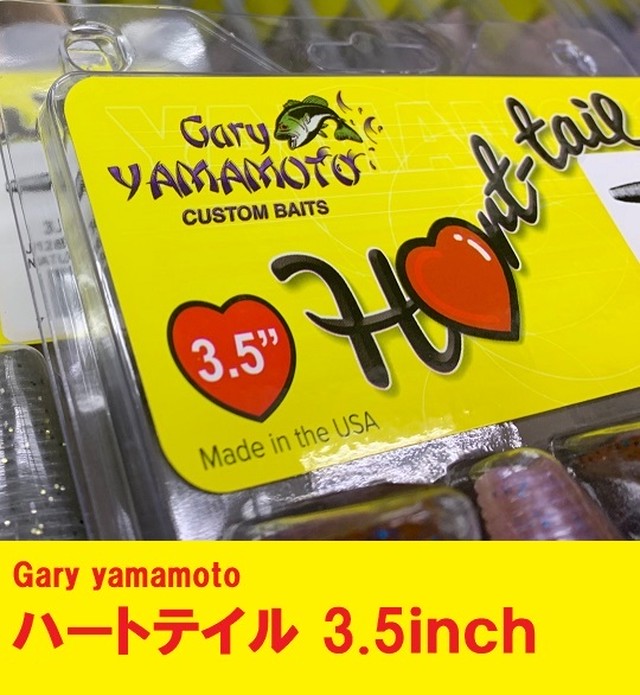 Gary
YAMAMOTO
CUSTOM BAITS
Heart-tail
3.5”
Made in the USA
Gary yamamoto
ハートテイル 3.5inch